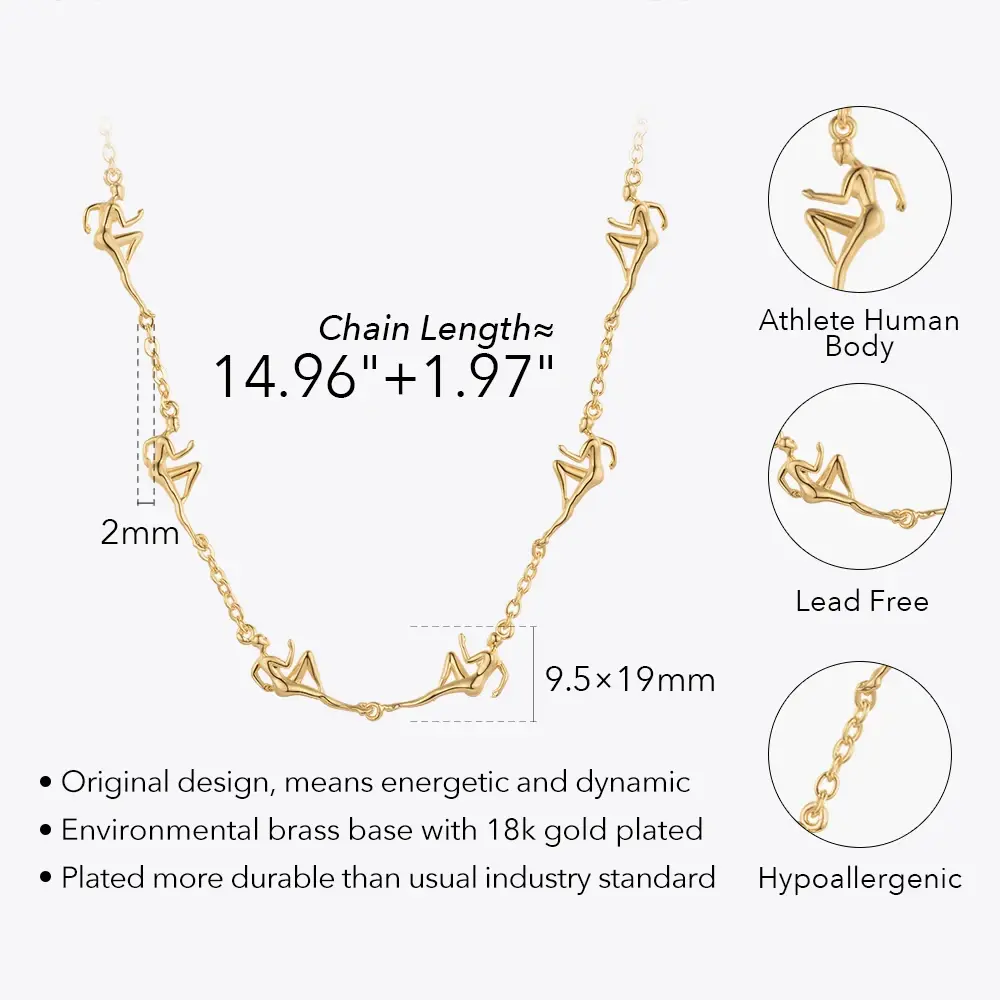 Chain Length≈
14.96"+1.97"
2mm
9.5×19mm
• Original design, means energetic and dynamic
• Environmental brass base with 18k gold plated
• Plated more durable than usual industry standard
Athlete Human
Body
Lead Free
Hypoallergenic